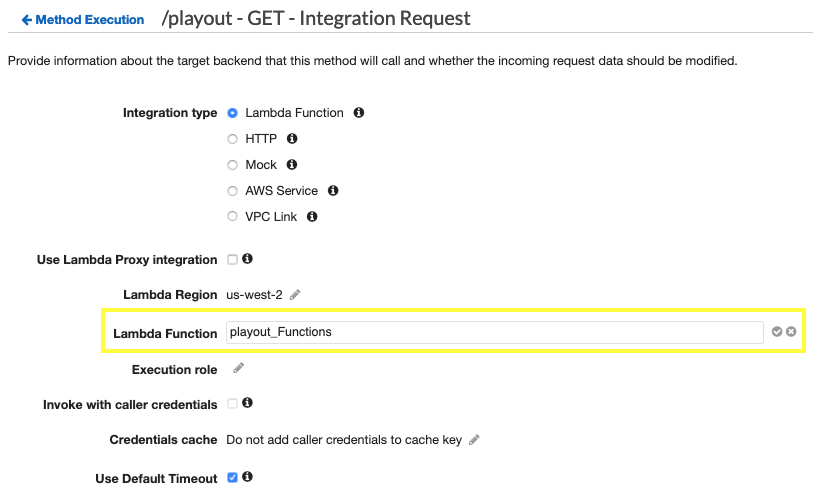 Method Execution /playout - GET - Integration Request
Provide information about the target backend that this method will call and whether the incoming request data should be modified.
Integration type Lambda Function
HTTP
Mock
AWS Service
VPC Link
Use Lambda Proxy integration
Lambda Region us-west-2
Lambda Function playout_Functions
Execution role
Invoke with caller credentials
Credentials cache Do not add caller credentials to cache key
Use Default Timeout